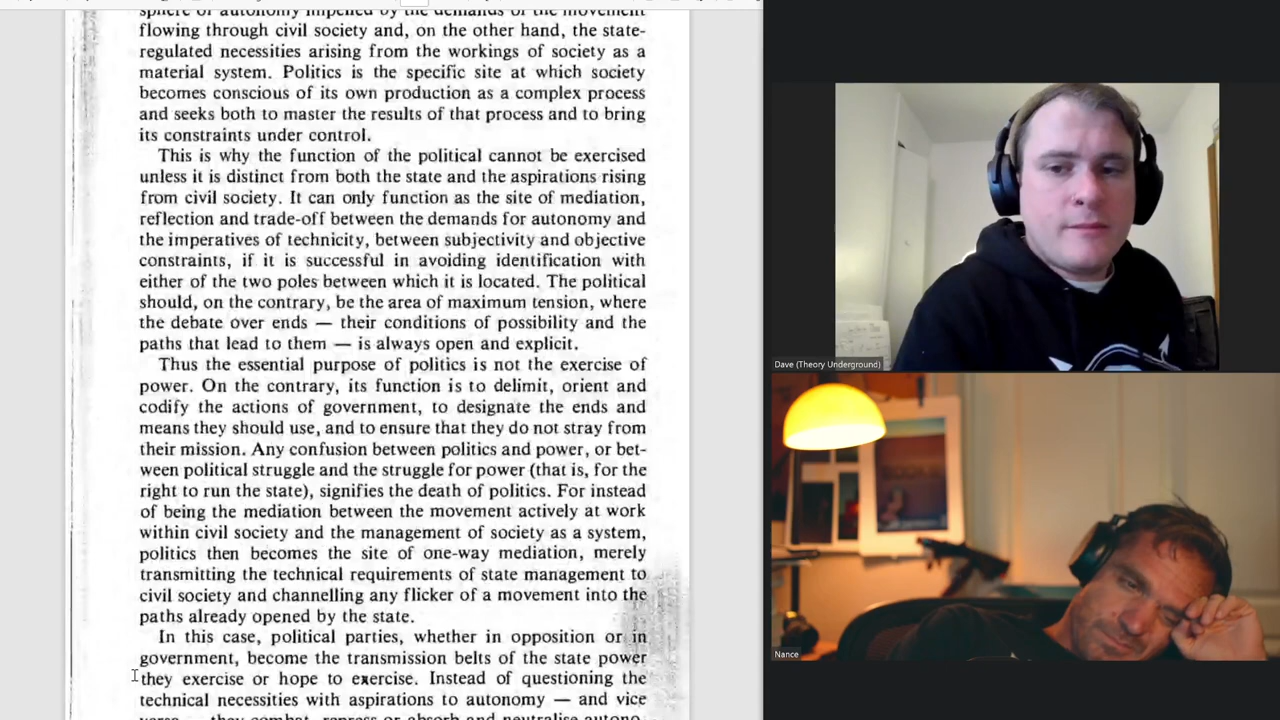 sphere of autonomy impelled by the demands of the movement
flowing through civil society and, on the other hand, the state-
regulated necessities arising from the workings of society as a
material system. Politics is the specific site at which society
becomes conscious of its own production as a complex process
and seeks both to master the results of that process and to bring
its constraints under control.
This is why the function of the political cannot be exercised
unless it is distinct from both the state and the aspirations rising
from civil society. It can only function as the site of mediation,
reflection and trade-off between the demands for autonomy and
the imperatives of technicity, between subjectivity and objective
constraints, if it is successful in avoiding identification with
either of the two poles between which it is located. The political
should, on the contrary, be the area of maximum tension, where
the debate over ends — their conditions of possibility and the
paths that lead to them — is always open and explicit.
Thus the essential purpose of politics is not the exercise of
power. On the contrary, its function is to delimit, orient and
codify the actions of government, to designate the ends and
means they should use, and to ensure that they do not stray from
their mission. Any confusion between politics and power, or bet-
ween political struggle and the struggle for power (that is, for the
right to run the state), signifies the death of politics. For instead
of being the mediation between the movement actively at work
within civil society and the management of society as a system,
politics then becomes the site of one-way mediation, merely
transmitting the technical requirements of state management to
civil society and channelling any flicker of a movement into the
paths already opened by the state.
In this case, political parties, whether in opposition or in
government, become the transmission belts of the state power
they exercise or hope to exercise. Instead of questioning the
technical necessities with aspirations to autonomy — and vice
they combat, repress or absorb and neutralise
Dave (Theory Underground)
Nance